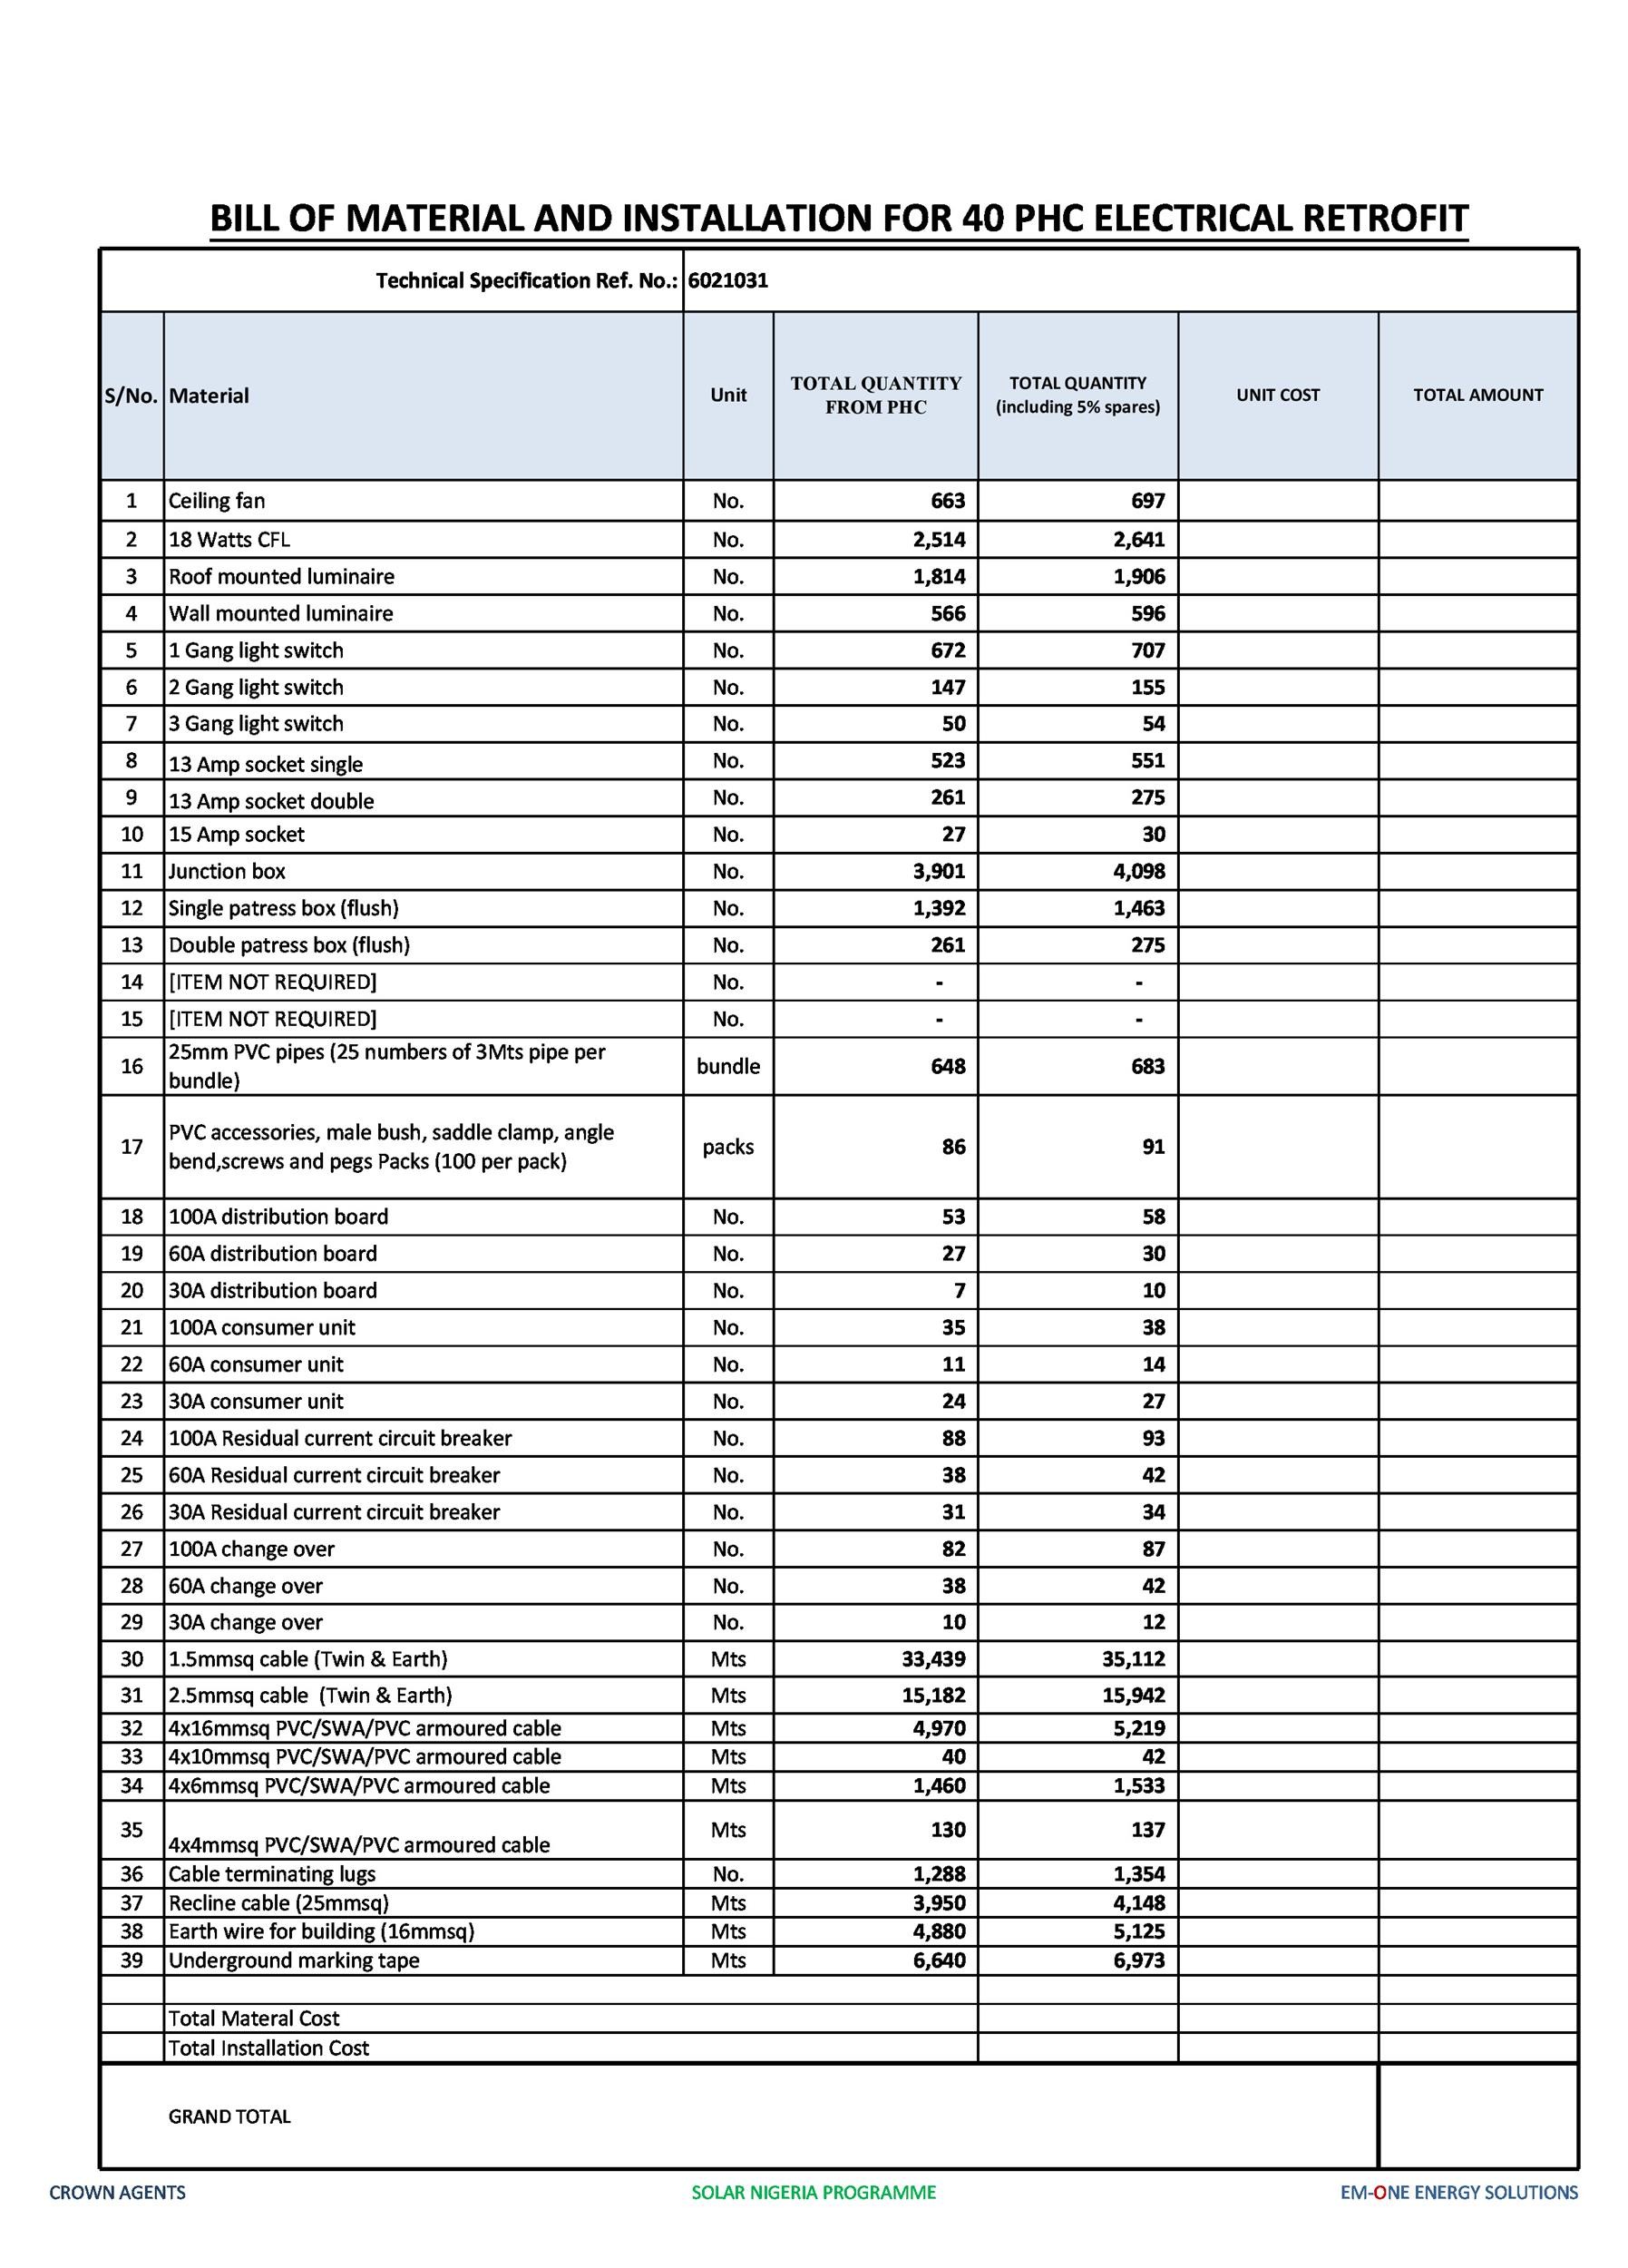 BILL OF MATERIAL AND INSTALLATION FOR 40 PHC ELECTRICAL RETROFIT
Technical Specification Ref. No.: 6021031
S/No. Material Unit TOTAL QUANTITY FROM PHC TOTAL QUANTITY (including 5% spares) UNIT COST TOTAL AMOUNT
1 Ceiling fan No. 663 697
2 18 Watts CFL No. 2,514 2,641
3 Roof mounted luminaire No. 1,814 1,906
4 Wall mounted luminaire No. 566 596
5 1 Gang light switch No. 672 707
6 2 Gang light switch No. 147 155
7 3 Gang light switch No. 50 54
8 13 Amp socket single No. 523 551
9 13 Amp socket double No. 261 275
10 15 Amp socket No. 27 30
11 Junction box No. 3,901 4,098
12 Single patress box (flush) No. 1,392 1,463
13 Double patress box (flush) No. 261 275
14 [ITEM NOT REQUIRED] No. - -
15 [ITEM NOT REQUIRED] No. - -
16 25mm PVC pipes (25 numbers of 3Mts pipe per bundle) bundle 648 683
17 PVC accessories, male bush, saddle clamp, angle bend,screws and pegs Packs (100 per pack) packs 86 91
18 100A distribution board No. 53 58
19 60A distribution board No. 27 30
20 30A distribution board No. 7 10
21 100A consumer unit No. 35 38
22 60A consumer unit No. 11 14
23 30A consumer unit No. 24 27
24 100A Residual current circuit breaker No. 88 93
25 60A Residual current circuit breaker No. 38 42
26 30A Residual current circuit breaker No. 31 34
27 100A change over No. 82 87
28 60A change over No. 38 42
29 30A change over No. 10 12
30 1.5mmsq cable (Twin & Earth) Mts 33,439 35,112
31 2.5mmsq cable (Twin & Earth) Mts 15,182 15,942
32 4x16mmsq PVC/SWA/PVC armoured cable Mts 4,970 5,219
33 4x10mmsq PVC/SWA/PVC armoured cable Mts 40 42
34 4x6mmsq PVC/SWA/PVC armoured cable Mts 1,460 1,533
35 4x4mmsq PVC/SWA/PVC armoured cable Mts 130 137
36 Cable terminating lugs No. 1,288 1,354
37 Recline cable (25mmsq) Mts 3,950 4,148
38 Earth wire for building (16mmsq) Mts 4,880 5,125
39 Underground marking tape Mts 6,640 6,973
Total Materal Cost
Total Installation Cost
GRAND TOTAL
CROWN AGENTS SOLAR NIGERIA PROGRAMME EM-ONE ENERGY SOLUTIONS